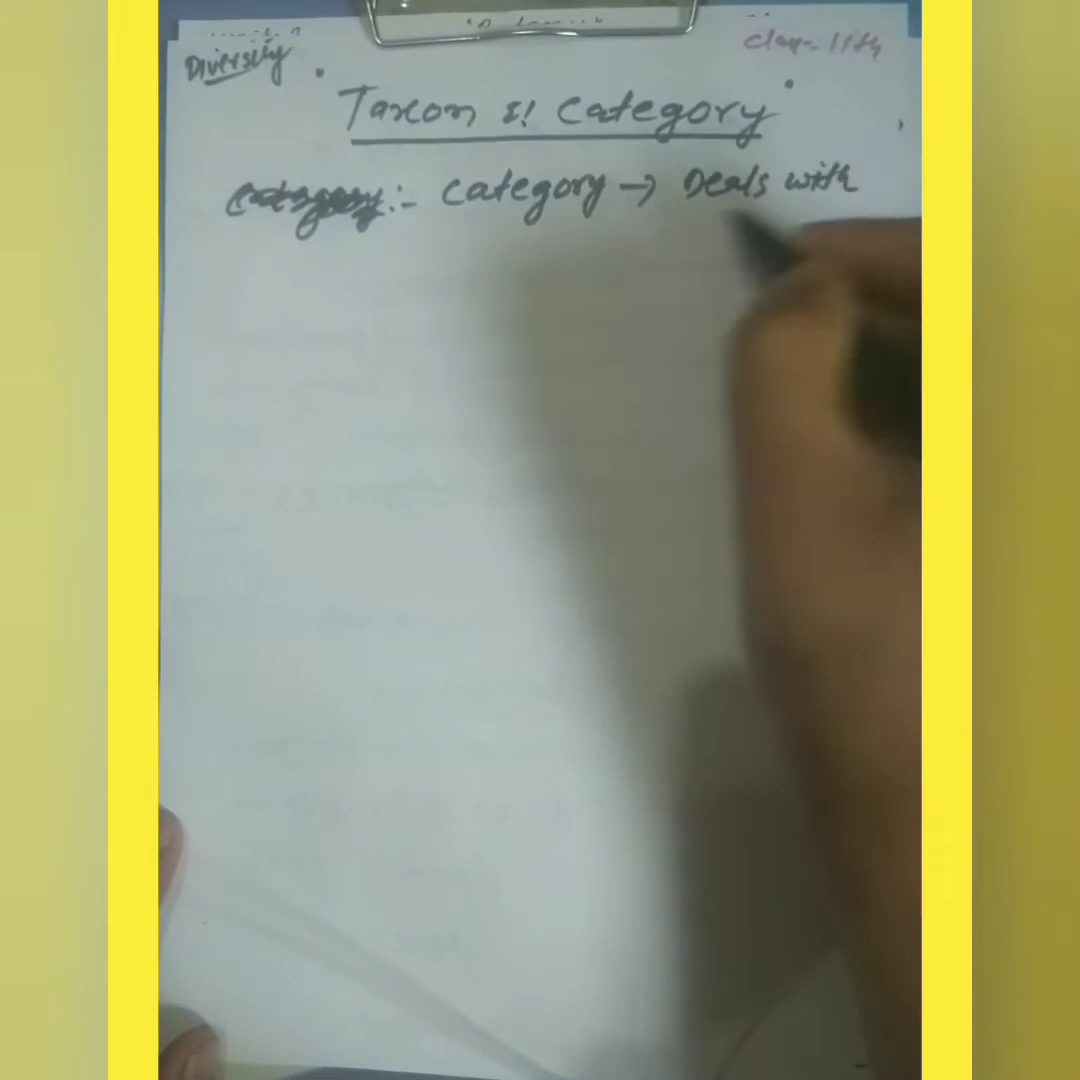 Diversity
class- 11th
Taxon & Category
category :- category → Deals with